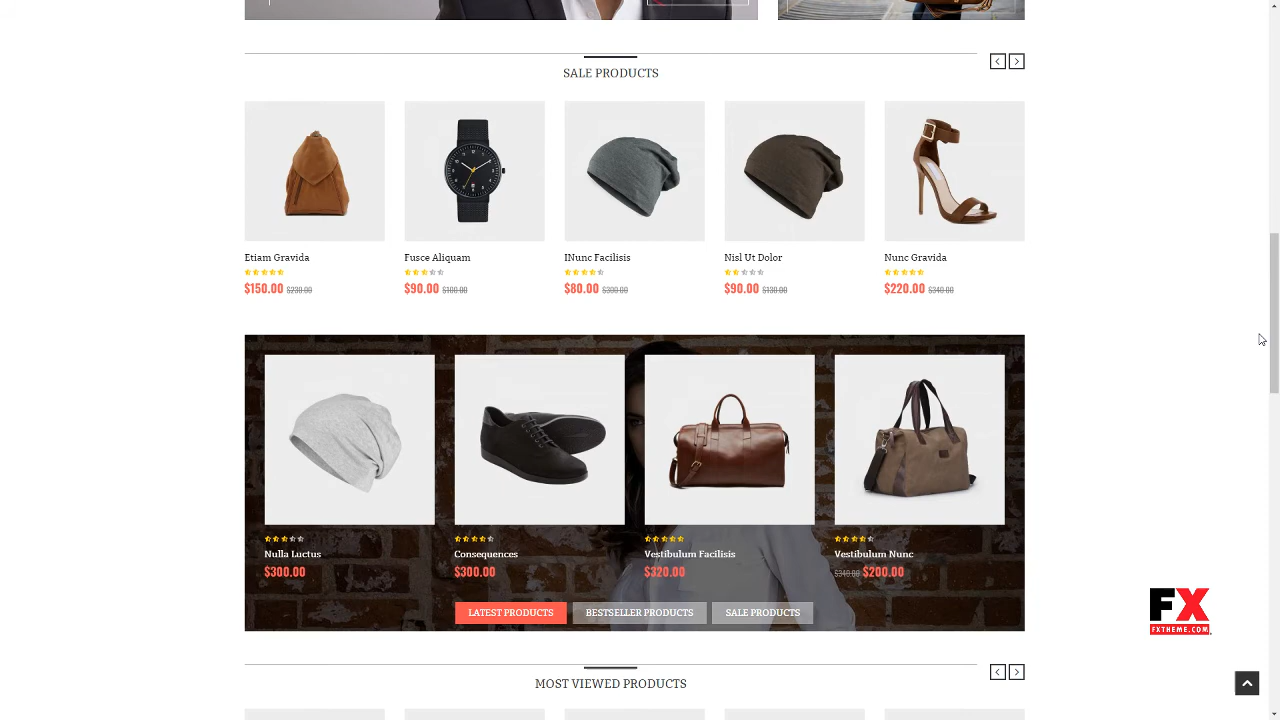 SALE PRODUCTS
Etiam Gravida
$150.00 $230.00
Fusce Aliquam
$90.00 $100.00
INunc Facilisis
$80.00 $300.00
Nisl Ut Dolor
$90.00 $130.00
Nunc Gravida
$220.00 $340.00
Nulla Luctus
$300.00
Consequences
$300.00
Vestibulum Facilisis
$320.00
Vestibulum Nunc
$340.00 $200.00
LATEST PRODUCTS
BESTSELLER PRODUCTS
SALE PRODUCTS
FX
FXTHEME.COM
MOST VIEWED PRODUCTS